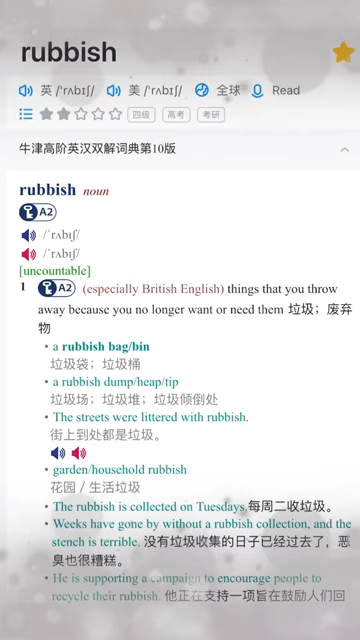 rubbish
英 /'rʌbɪʃ/ 美 /'rʌbɪʃ/ 全球 Read
四级 高考 考研
牛津高阶英汉双解词典第10版
rubbish noun
A2
/ˈrʌbɪʃ/
/ˈrʌbɪʃ/
[uncountable]
1 A2 (especially British English) things that you throw
away because you no longer want or need them 垃圾；废弃
物
• a rubbish bag/bin
垃圾袋；垃圾桶
• a rubbish dump/heap/tip
垃圾场；垃圾堆；垃圾倾倒处
• The streets were littered with rubbish.
街上到处都是垃圾。
• garden/household rubbish
花园／生活垃圾
• The rubbish is collected on Tuesdays.每周二收垃圾。
• Weeks have gone by without a rubbish collection, and the
stench is terrible. 没有垃圾收集的日子已经过去了，恶
臭也很糟糕。
• He is supporting a campaign to encourage people to
recycle their rubbish. 他正在支持一项旨在鼓励人们回